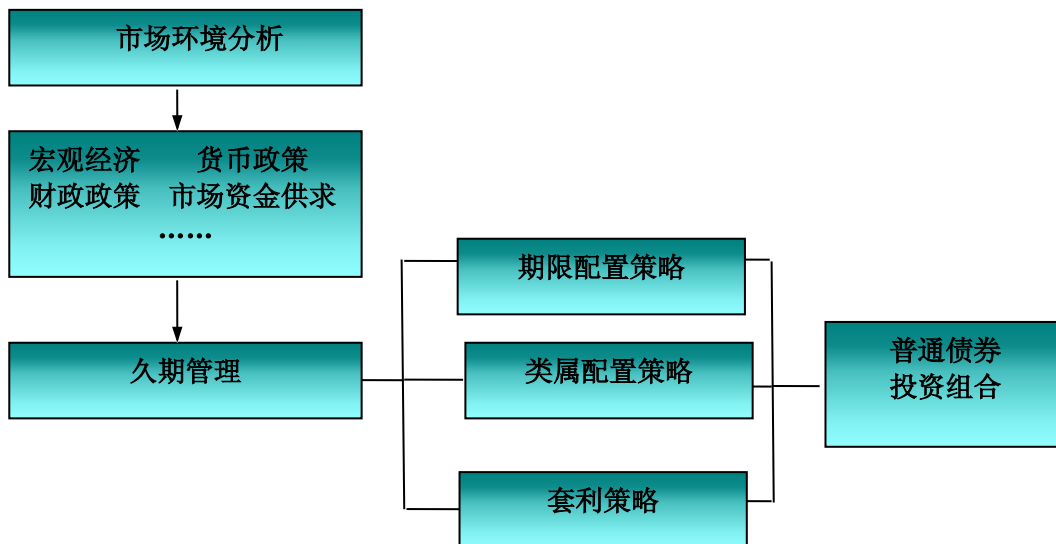 市场环境分析
宏观经济 货币政策
财政政策 市场资金供求
……
久期管理
期限配置策略
类属配置策略
套利策略
普通债券
投资组合